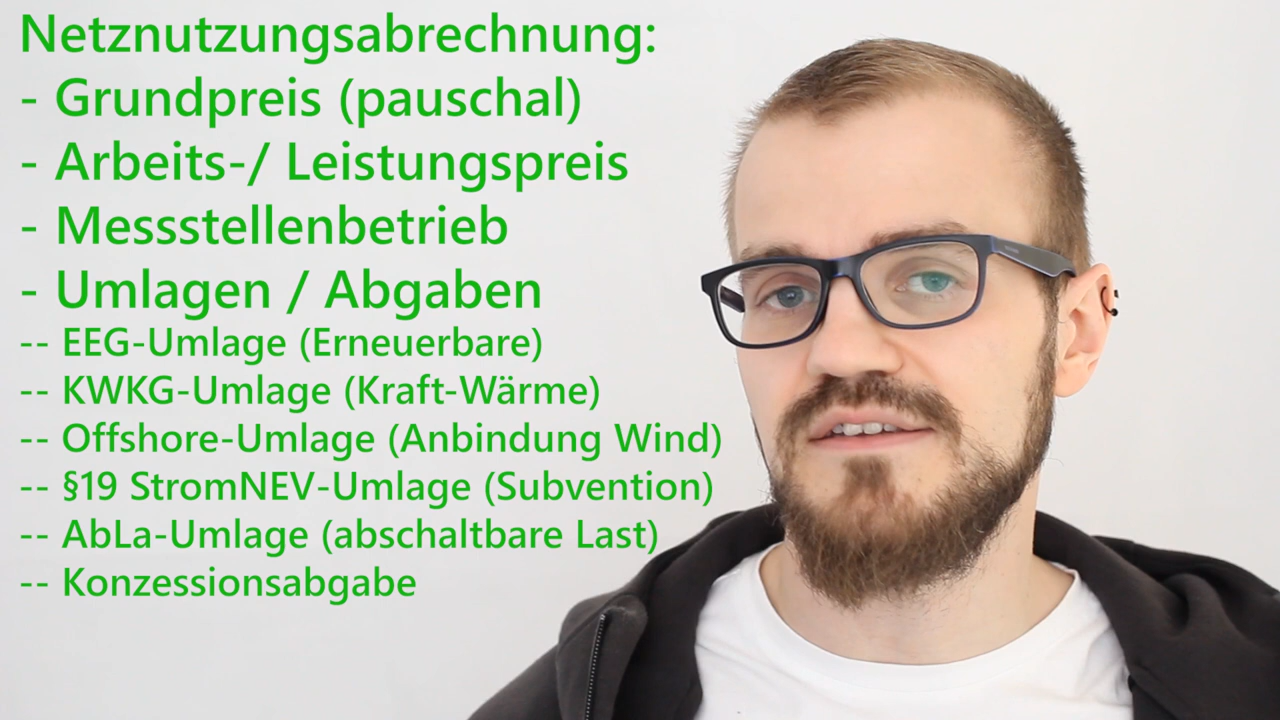 Netznutzungsabrechnung:
- Grundpreis (pauschal)
- Arbeits-/ Leistungspreis
- Messstellenbetrieb
- Umlagen / Abgaben
-- EEG-Umlage (Erneuerbare)
-- KWKG-Umlage (Kraft-Wärme)
-- Offshore-Umlage (Anbindung Wind)
-- §19 StromNEV-Umlage (Subvention)
-- AbLa-Umlage (abschaltbare Last)
-- Konzessionsabgabe